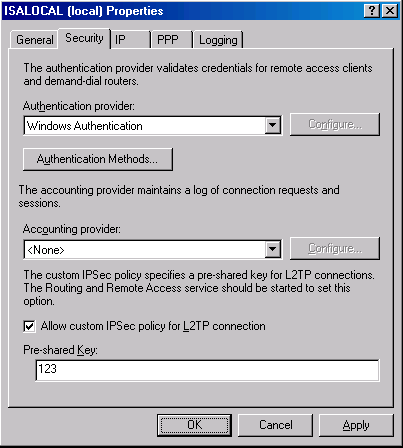 ISALOCAL (local) Properties
General Security IP PPP Logging
The authentication provider validates credentials for remote access clients
and demand-dial routers.
Authentication provider:
Windows Authentication Configure...
Authentication Methods...
The accounting provider maintains a log of connection requests and
sessions.
Accounting provider:
<None> Configure...
The custom IPSec policy specifies a pre-shared key for L2TP connections.
The Routing and Remote Access service should be started to set this
option.
Allow custom IPSec policy for L2TP connection
Pre-shared Key:
123
OK Cancel Apply